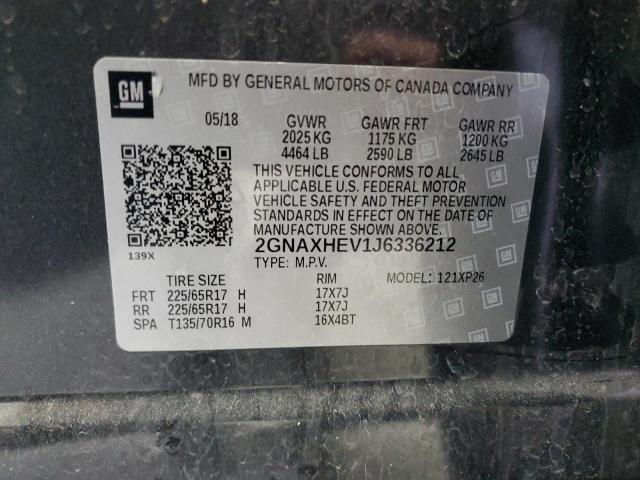 GM
MFD BY GENERAL MOTORS OF CANADA COMPANY
05/18 GVWR GAWR FRT GAWR RR
2025 KG 1175 KG 1200 KG
4464 LB 2590 LB 2645 LB
THIS VEHICLE CONFORMS TO ALL
APPLICABLE U.S. FEDERAL MOTOR
VEHICLE SAFETY AND THEFT PREVENTION
STANDARDS IN EFFECT ON THE DATE OF
MANUFACTURE SHOWN ABOVE.
139X 2GNAXHEV1J6336212
TYPE: M.P.V. MODEL: 121XP26
TIRE SIZE RIM
FRT 225/65R17 H 17X7J
RR 225/65R17 H 17X7J
SPA T135/70R16 M 16X4BT